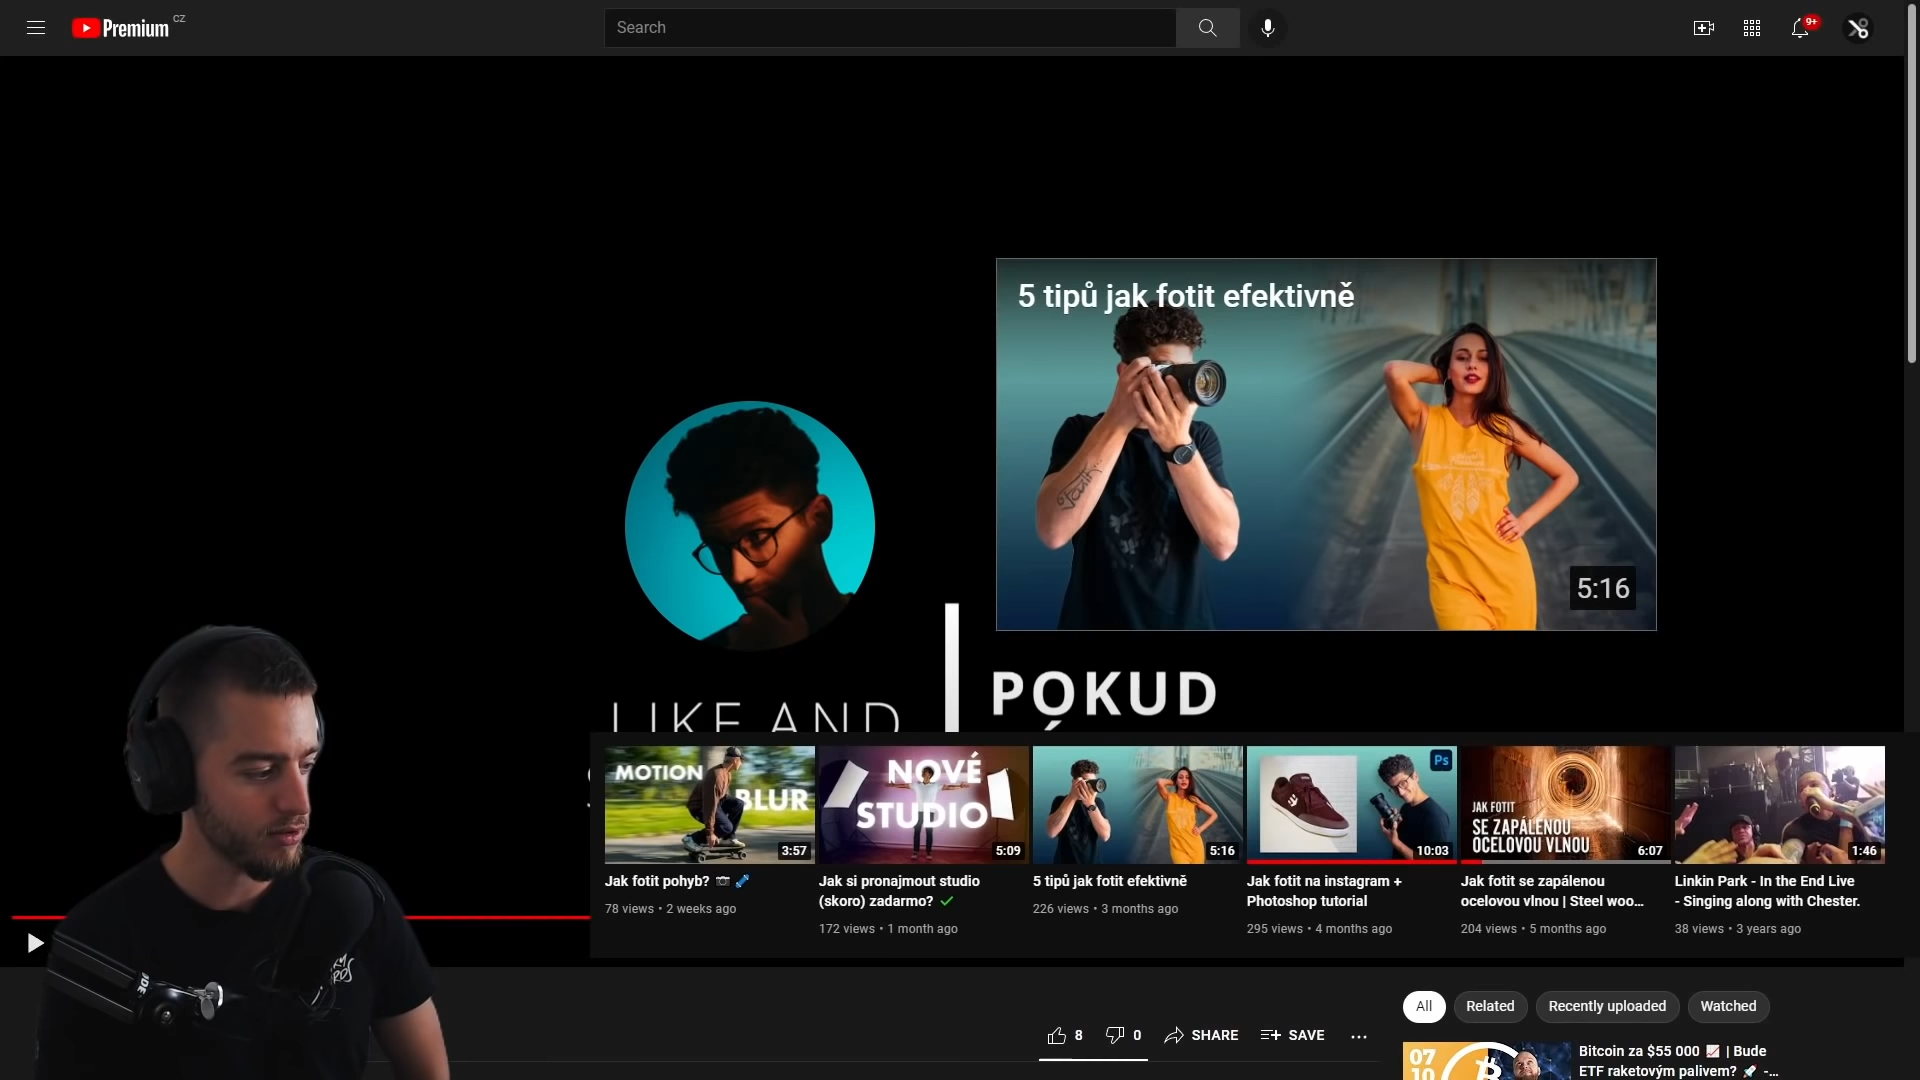 Premium CZ
Search
9+
5 tipů jak fotit efektivně
5:16
LIKE AND
POKUD
MOTION
BLUR
3:57
Jak fotit pohyb?
78 views • 2 weeks ago
NOVÉ
STUDIO
5:09
Jak si pronajmout studio
(skoro) zadarmo?
172 views • 1 month ago
5:16
5 tipů jak fotit efektivně
226 views • 3 months ago
Ps
10:03
Jak fotit na instagram +
Photoshop tutorial
295 views • 4 months ago
JAK FOTIT
SE ZAPÁLENOU
OCELOVOU VLNOU
6:07
Jak fotit se zapálenou
ocelovou vlnou | Steel woo...
204 views • 5 months ago
1:46
Linkin Park - In the End Live
- Singing along with Chester.
38 views • 3 years ago
8
0
SHARE
SAVE
All
Related
Recently uploaded
Watched
07
10
Bitcoin za $55 000 | Bude
ETF raketovým palivem? -...